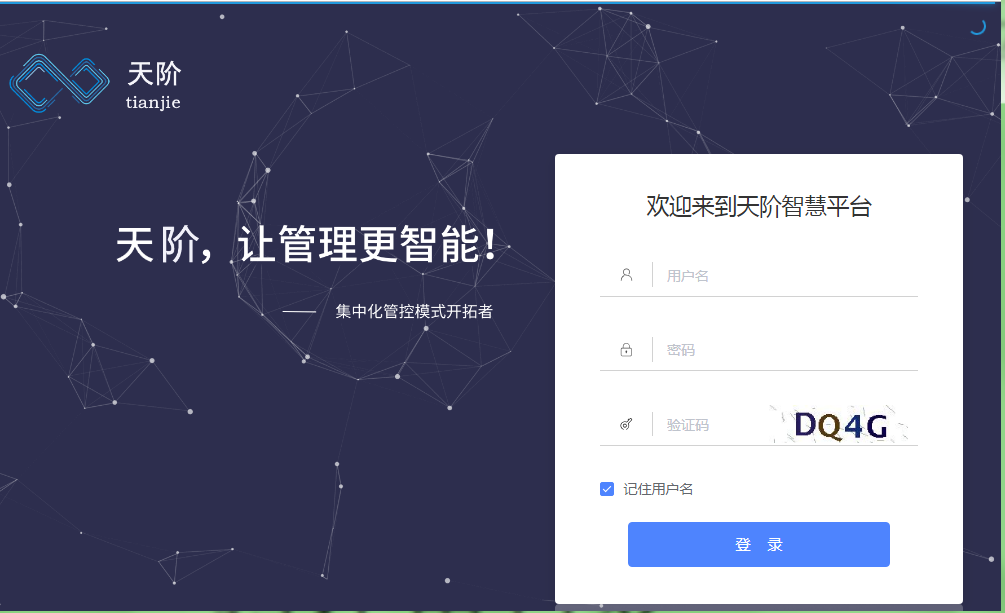 天阶
tianjie
天阶，让管理更智能！
—— 集中化管控模式开拓者
欢迎来到天阶智慧平台
用户名
密码
验证码
DQ4G
记住用户名
登 录